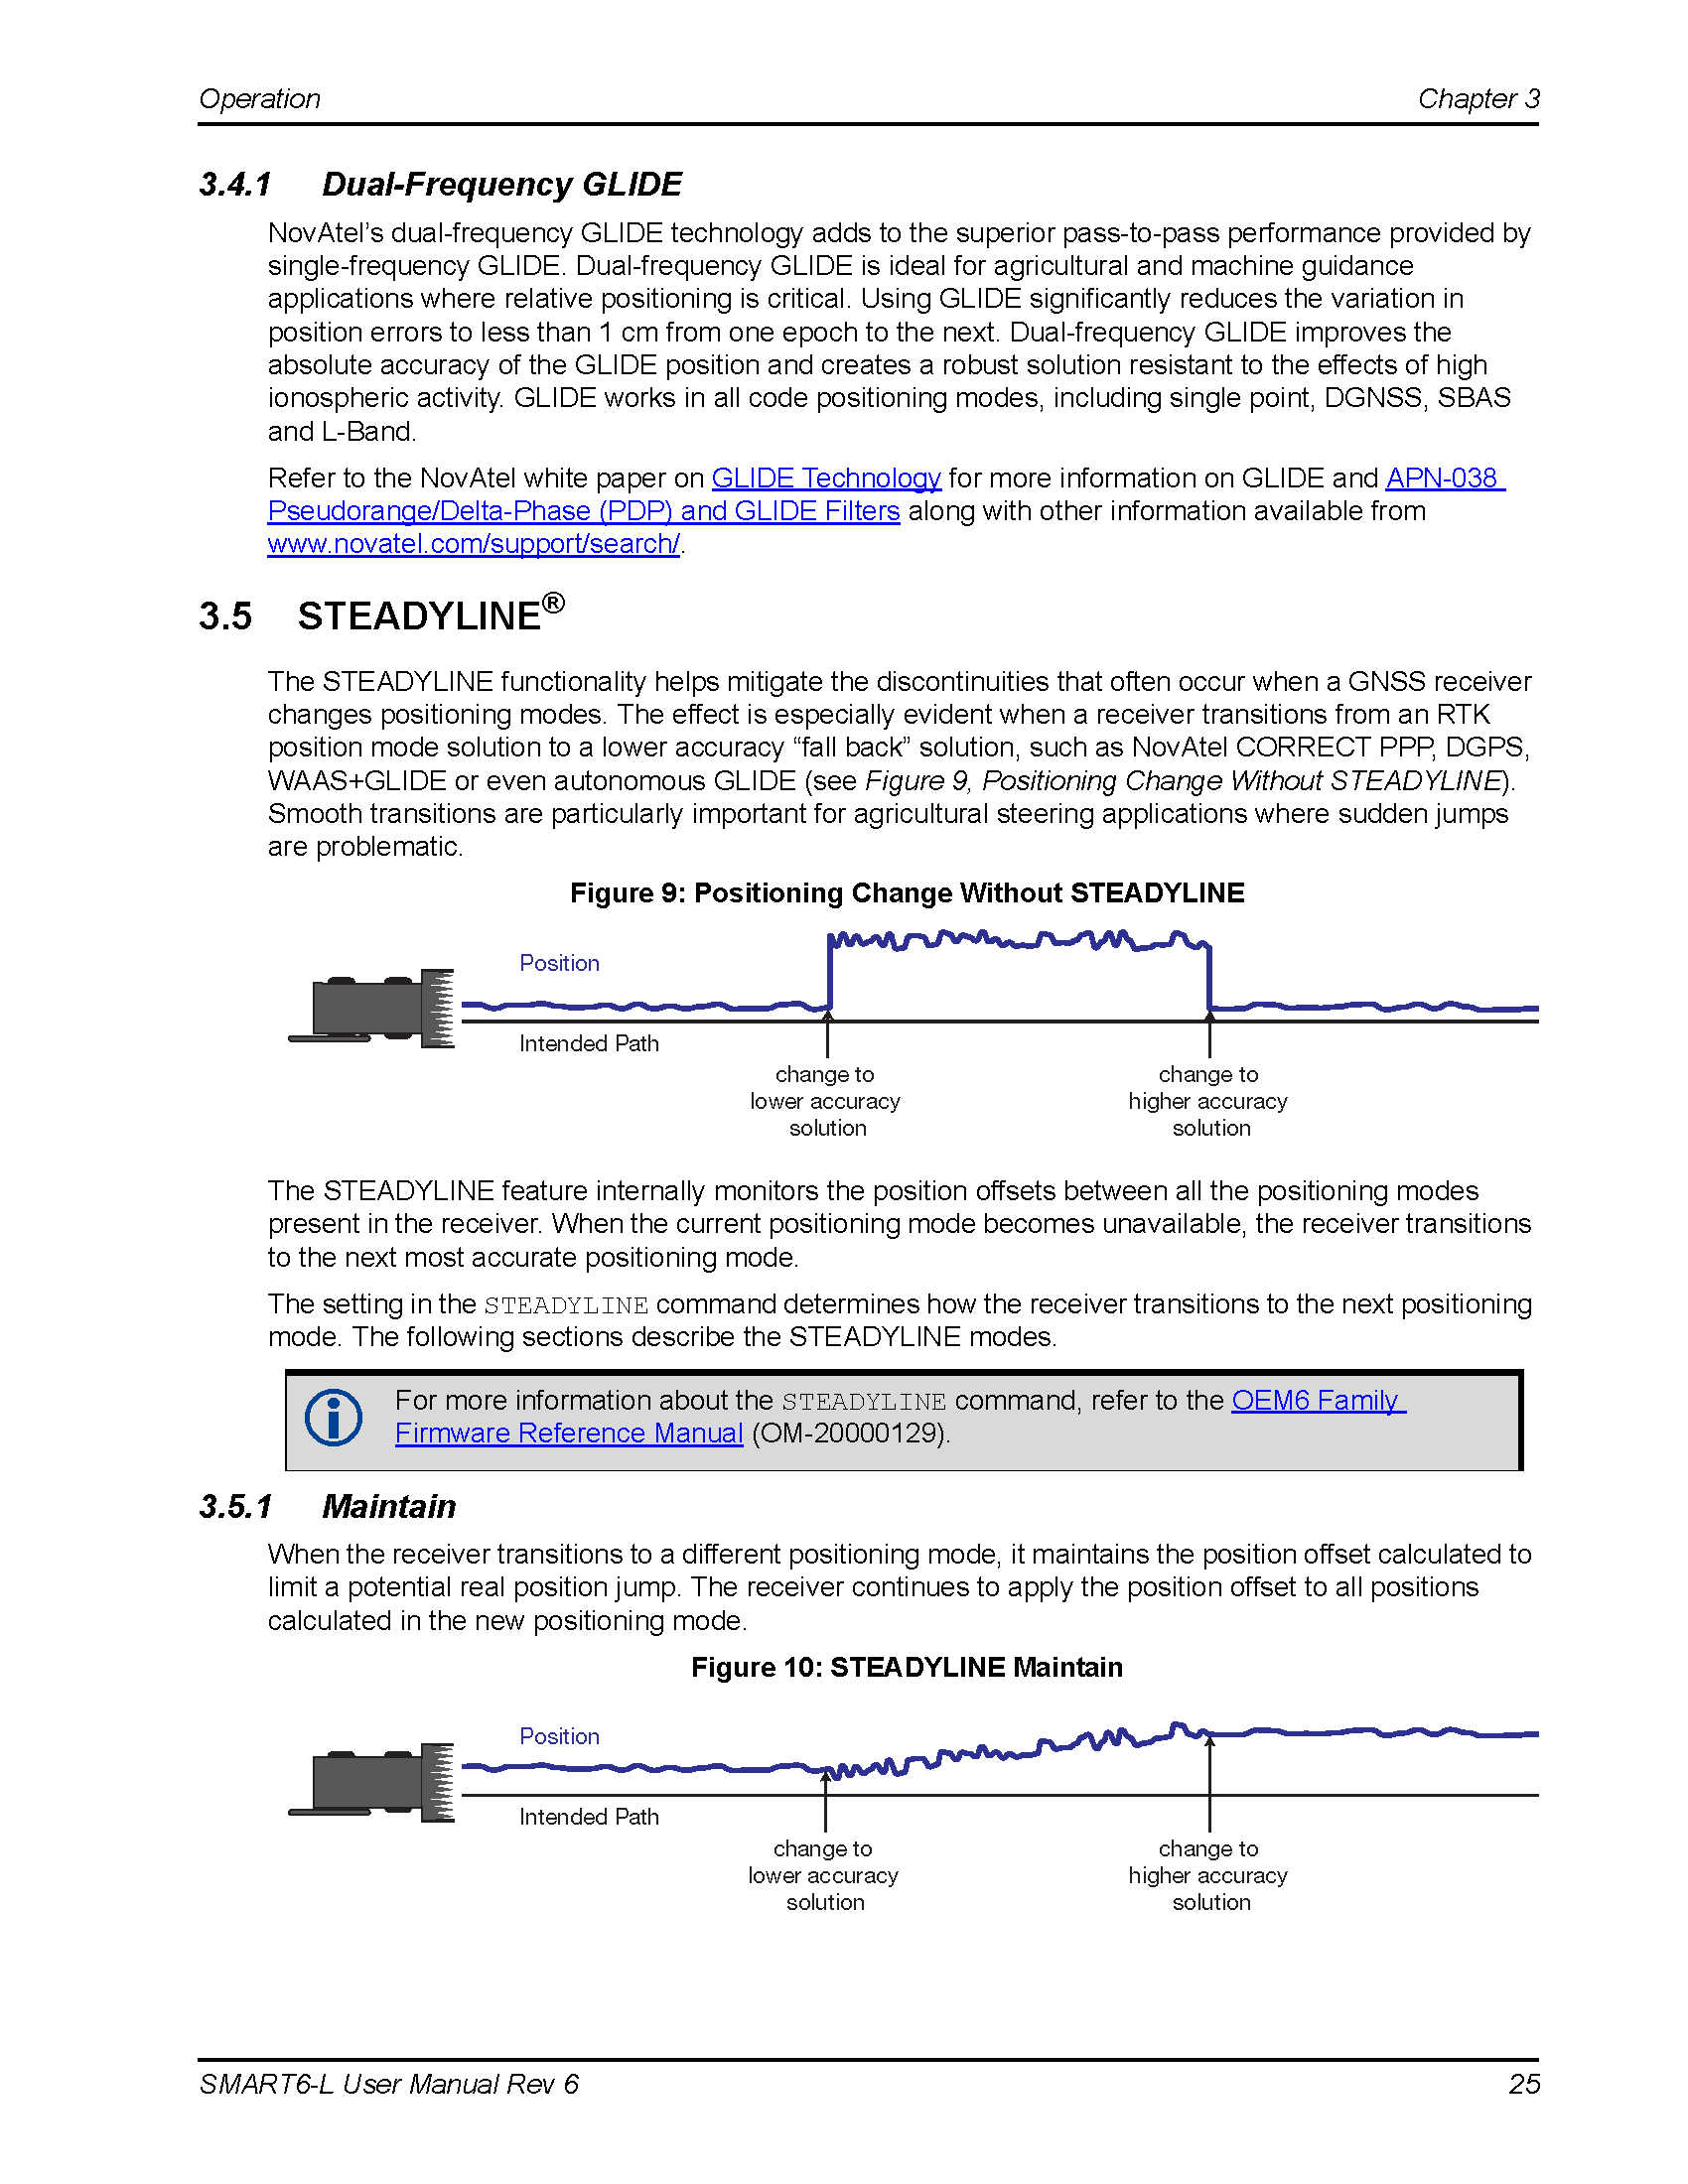 Operation Chapter 3
3.4.1 Dual-Frequency GLIDE
NovAtel’s dual-frequency GLIDE technology adds to the superior pass-to-pass performance provided by
single-frequency GLIDE. Dual-frequency GLIDE is ideal for agricultural and machine guidance
applications where relative positioning is critical. Using GLIDE significantly reduces the variation in
position errors to less than 1 cm from one epoch to the next. Dual-frequency GLIDE improves the
absolute accuracy of the GLIDE position and creates a robust solution resistant to the effects of high
ionospheric activity. GLIDE works in all code positioning modes, including single point, DGNSS, SBAS
and L-Band.
Refer to the NovAtel white paper on GLIDE Technology for more information on GLIDE and APN-038
Pseudorange/Delta-Phase (PDP) and GLIDE Filters along with other information available from
www.novatel.com/support/search/.
3.5 STEADYLINE®
The STEADYLINE functionality helps mitigate the discontinuities that often occur when a GNSS receiver
changes positioning modes. The effect is especially evident when a receiver transitions from an RTK
position mode solution to a lower accuracy “fall back” solution, such as NovAtel CORRECT PPP, DGPS,
WAAS+GLIDE or even autonomous GLIDE (see Figure 9, Positioning Change Without STEADYLINE).
Smooth transitions are particularly important for agricultural steering applications where sudden jumps
are problematic.
Figure 9: Positioning Change Without STEADYLINE
Position
Intended Path
change to
lower accuracy
solution
change to
higher accuracy
solution
The STEADYLINE feature internally monitors the position offsets between all the positioning modes
present in the receiver. When the current positioning mode becomes unavailable, the receiver transitions
to the next most accurate positioning mode.
The setting in the STEADYLINE command determines how the receiver transitions to the next positioning
mode. The following sections describe the STEADYLINE modes.
For more information about the STEADYLINE command, refer to the OEM6 Family
Firmware Reference Manual (OM-20000129).
3.5.1 Maintain
When the receiver transitions to a different positioning mode, it maintains the position offset calculated to
limit a potential real position jump. The receiver continues to apply the position offset to all positions
calculated in the new positioning mode.
Figure 10: STEADYLINE Maintain
Position
Intended Path
change to
lower accuracy
solution
change to
higher accuracy
solution
SMART6-L User Manual Rev 6 25